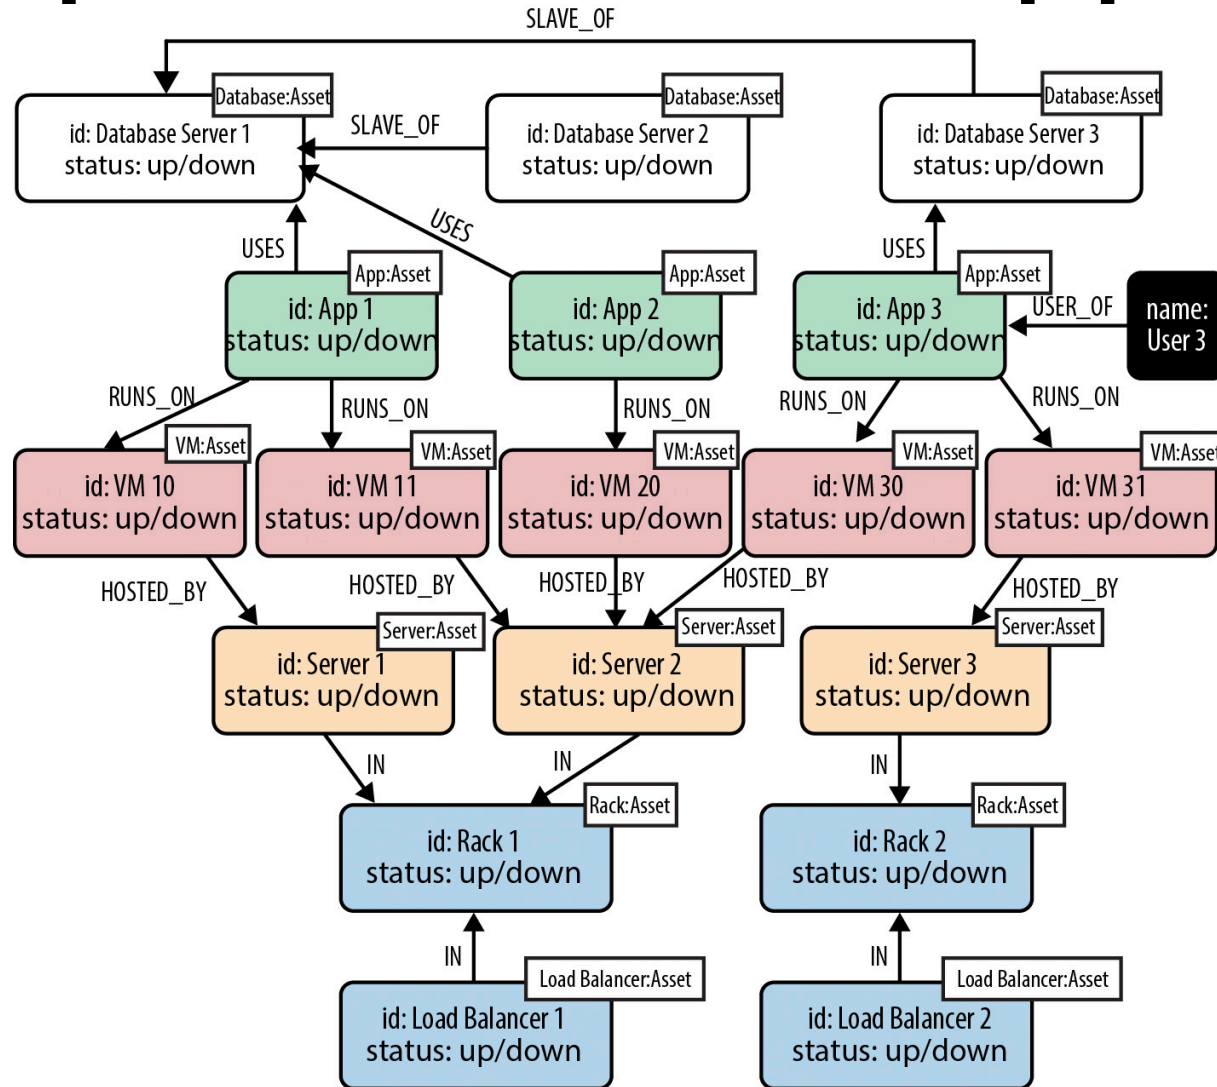 SLAVE_OF
Database:Asset
id: Database Server 1
status: up/down
SLAVE_OF
Database:Asset
id: Database Server 2
status: up/down
Database:Asset
id: Database Server 3
status: up/down
USES
USES
USES
App:Asset
id: App 1
status: up/down
App:Asset
id: App 2
status: up/down
App:Asset
id: App 3
status: up/down
USER_OF
name:
User 3
RUNS_ON
RUNS_ON
RUNS_ON
RUNS_ON
RUNS_ON
VM:Asset
id: VM 10
status: up/down
VM:Asset
id: VM 11
status: up/down
VM:Asset
id: VM 20
status: up/down
VM:Asset
id: VM 30
status: up/down
VM:Asset
id: VM 31
status: up/down
HOSTED_BY
HOSTED_BY
HOSTED_BY
HOSTED_BY
HOSTED_BY
Server:Asset
id: Server 1
status: up/down
Server:Asset
id: Server 2
status: up/down
Server:Asset
id: Server 3
status: up/down
IN
IN
IN
Rack:Asset
id: Rack 1
status: up/down
Rack:Asset
id: Rack 2
status: up/down
IN
IN
Load Balancer:Asset
id: Load Balancer 1
status: up/down
Load Balancer:Asset
id: Load Balancer 2
status: up/down